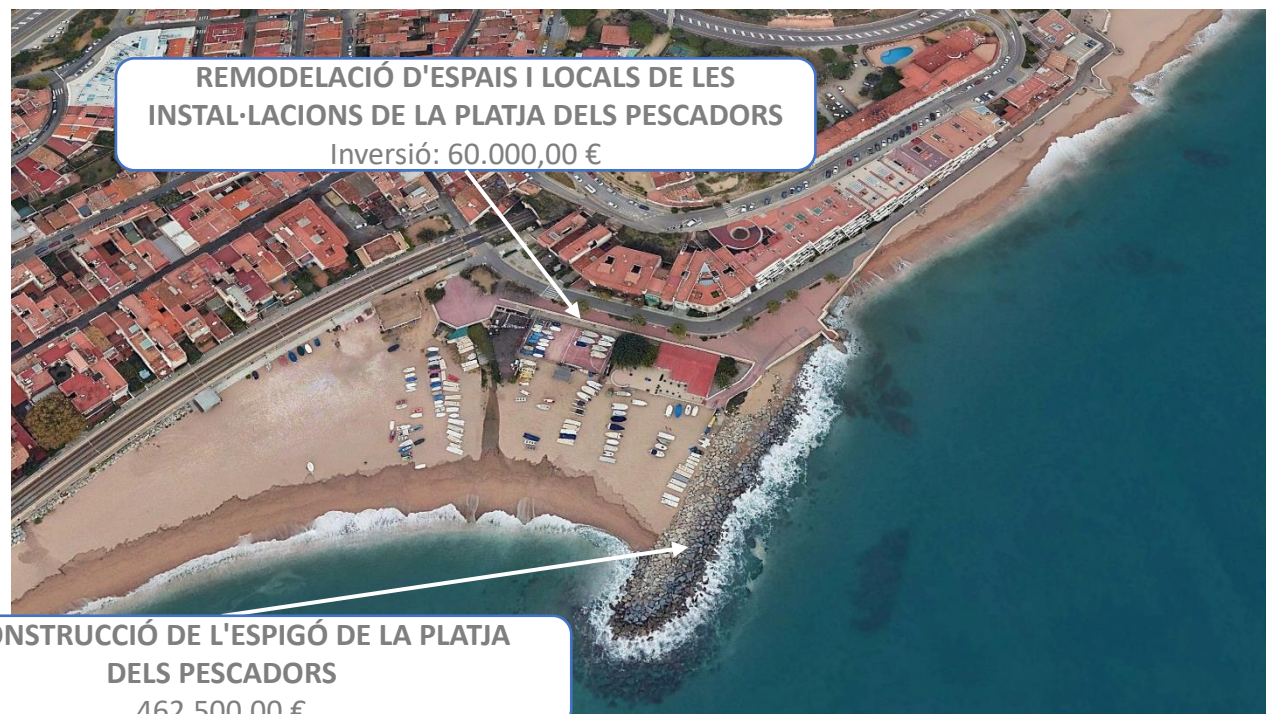 REMODELACIÓ D'ESPAIS I LOCALS DE LES
INSTAL·LACIONS DE LA PLATJA DELS PESCADORS
Inversió: 60.000,00 €
ONSTRUCCIÓ DE L'ESPIGÓ DE LA PLATJA
DELS PESCADORS
462.500,00 €